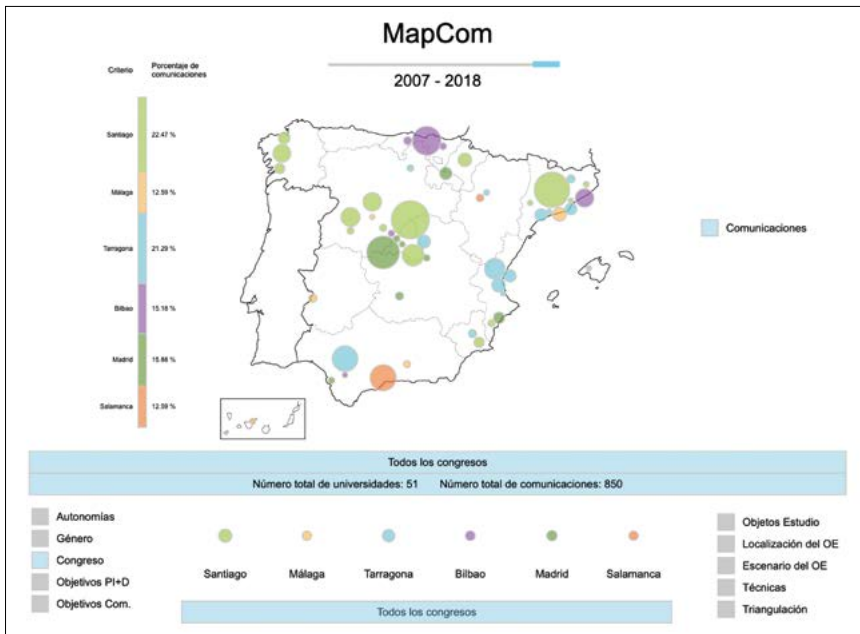 MapCom
2007 - 2018
Criterio
Porcentaje de
comunicaciones
Santiago 22.47 %
Málaga 12.59 %
Tarragona 21.29 %
Bilbao 15.18 %
Madrid 15.88 %
Salamanca 12.59 %
Comunicaciones
Todos los congresos
Número total de universidades: 51 Número total de comunicaciones: 850
Autonomías
Género
Congreso
Objetivos PI+D
Objetivos Com.
Santiago Málaga Tarragona Bilbao Madrid Salamanca
Todos los congresos
Objetos Estudio
Localización del OE
Escenario del OE
Técnicas
Triangulación